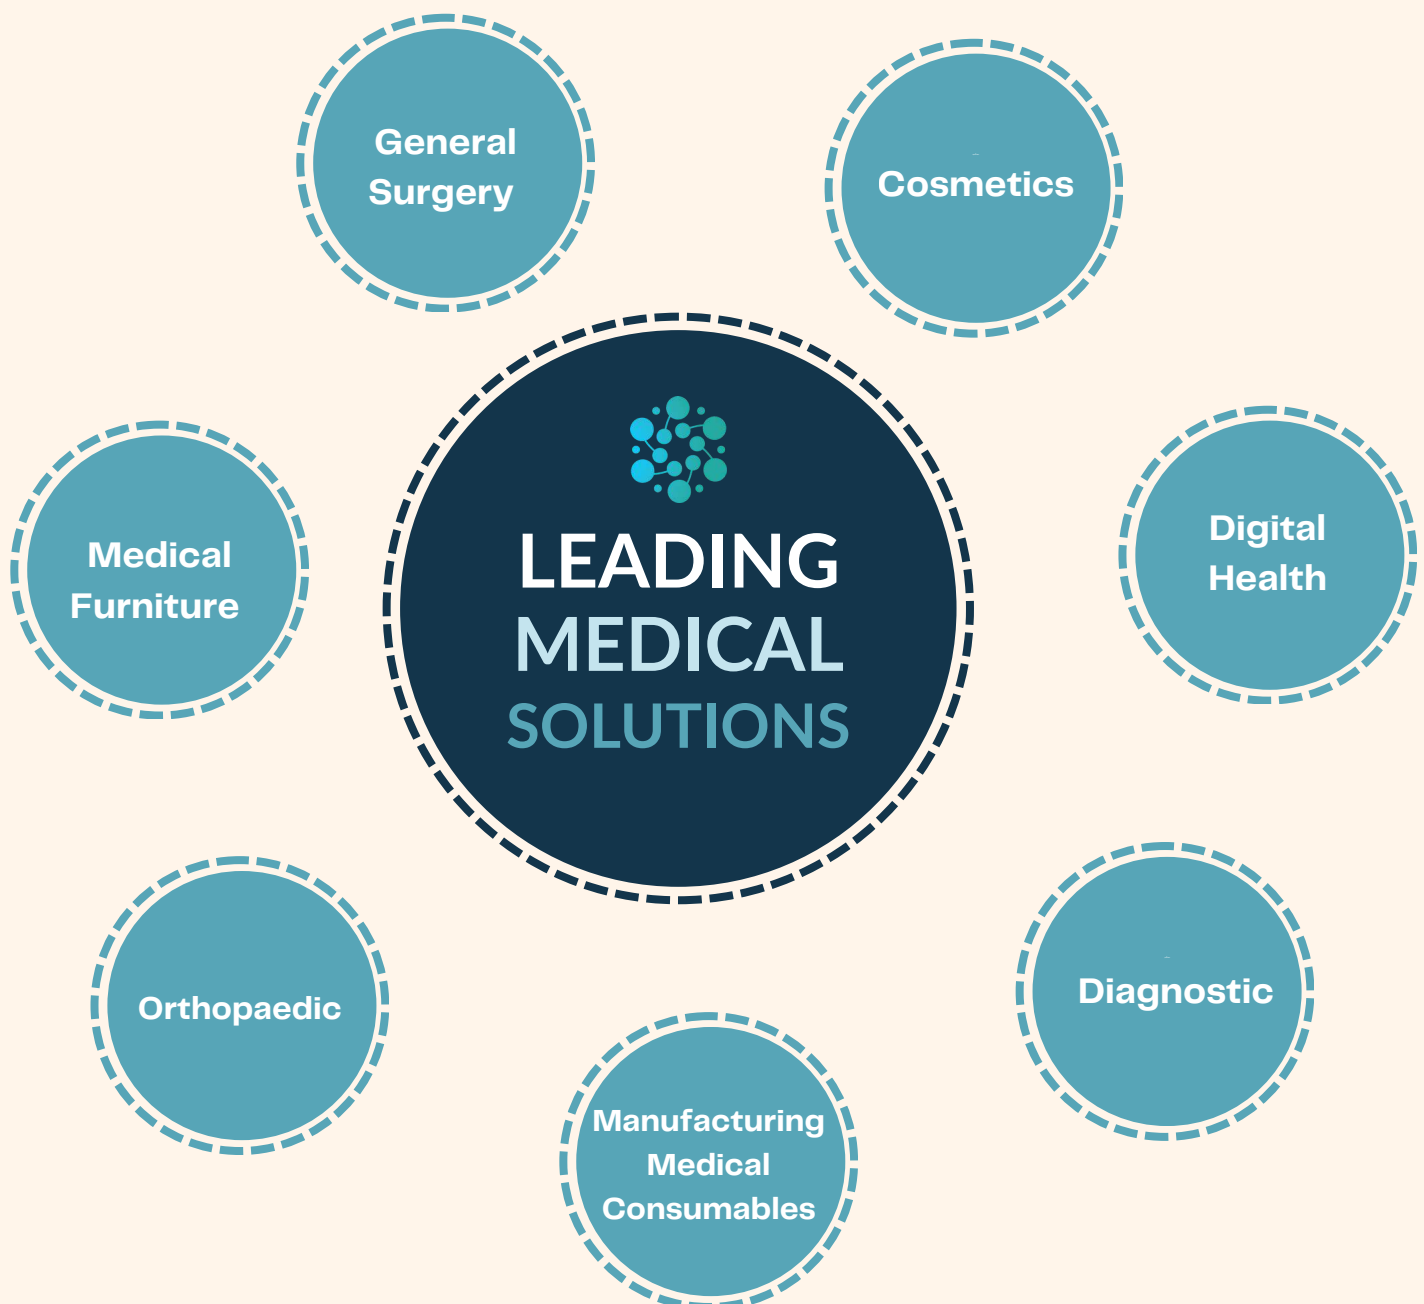 General
Surgery
Cosmetics
LEADING
MEDICAL
SOLUTIONS
Medical
Furniture
Digital
Health
Orthopaedic
Diagnostic
Manufacturing
Medical
Consumables